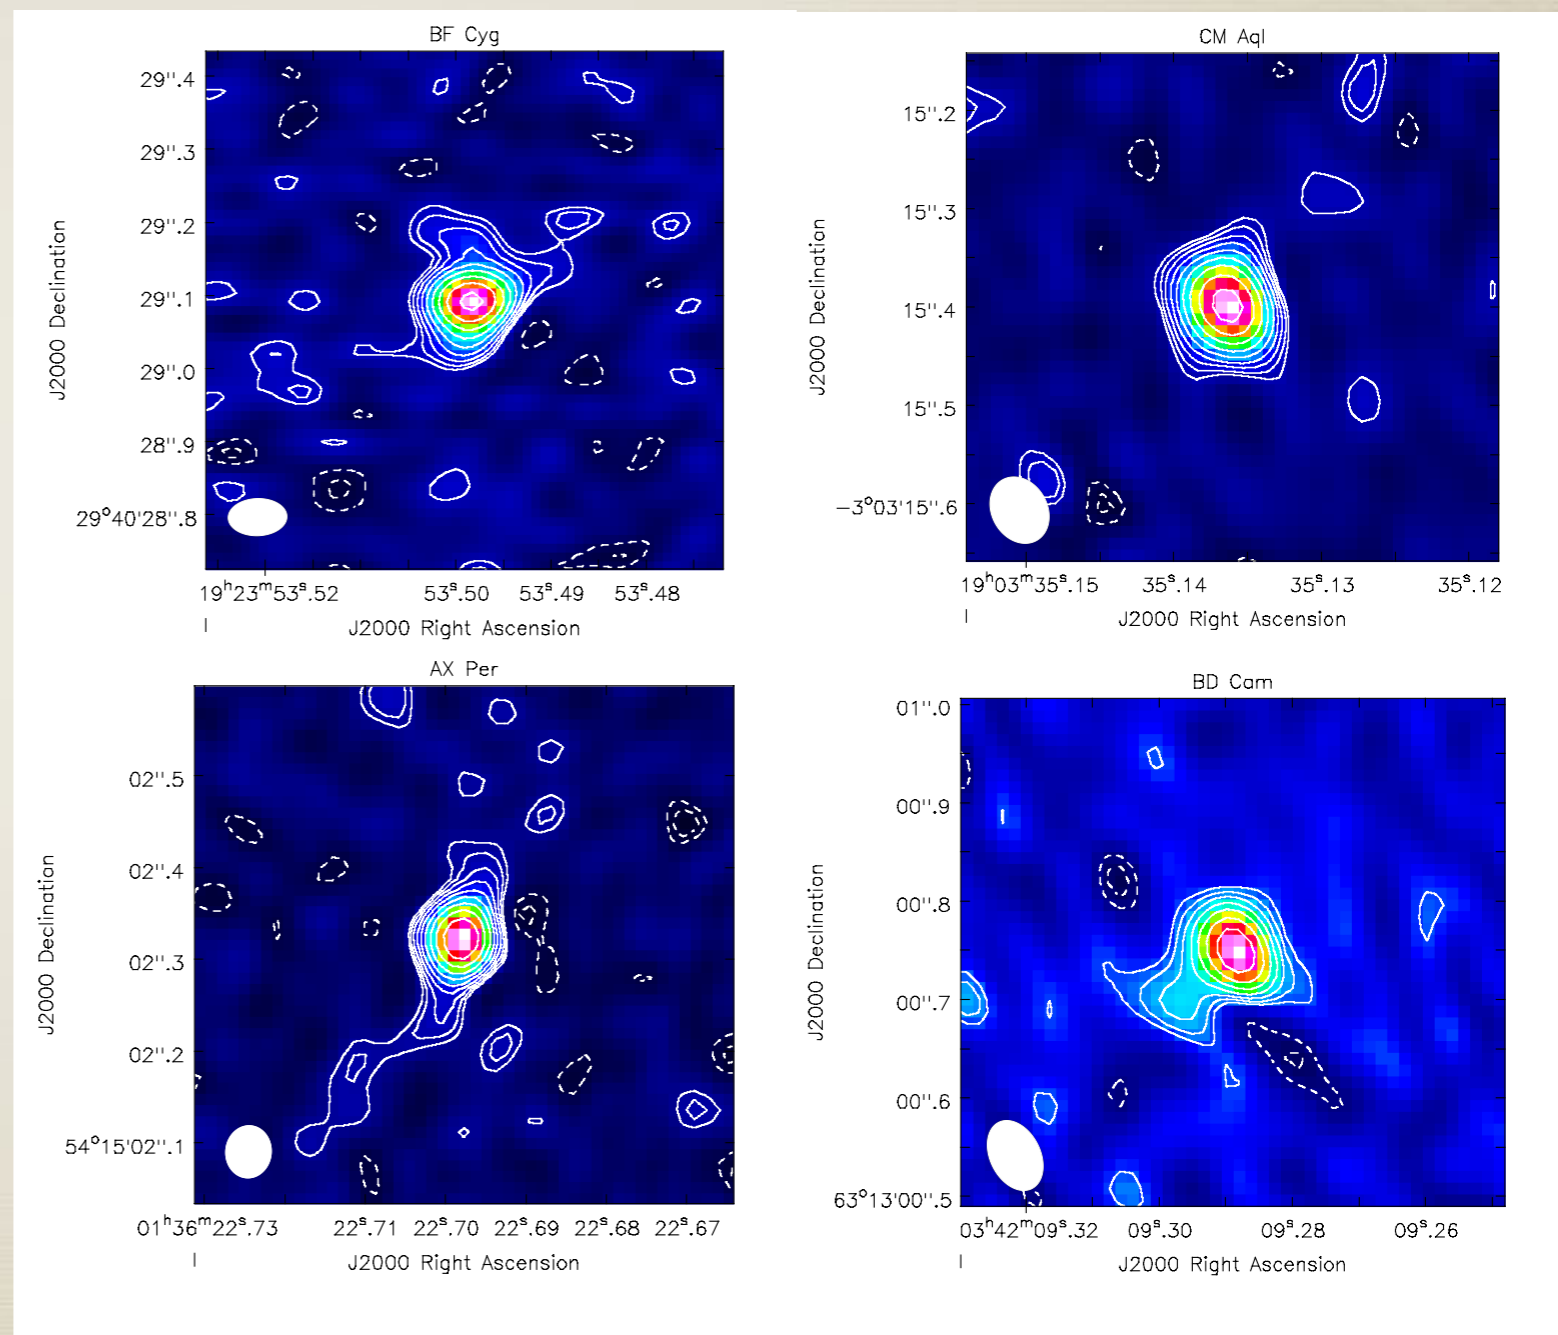 BF Cyg
29".4
29".3
29".2
29".1
29".0
28".9
29°40'28".8
J2000 Declination
19ʰ23ᵐ53ˢ.52 53ˢ.50 53ˢ.49 53ˢ.48
J2000 Right Ascension
CM Aql
15".2
15".3
15".4
15".5
−3°03'15".6
J2000 Declination
19ʰ03ᵐ35ˢ.15 35ˢ.14 35ˢ.13 35ˢ.12
J2000 Right Ascension
AX Per
02".5
02".4
02".3
02".2
54°15'02".1
J2000 Declination
01ʰ36ᵐ22ˢ.73 22ˢ.71 22ˢ.70 22ˢ.69 22ˢ.68 22ˢ.67
J2000 Right Ascension
BD Cam
01".0
00".9
00".8
00".7
00".6
63°13'00".5
J2000 Declination
03ʰ42ᵐ09ˢ.32 09ˢ.30 09ˢ.28 09ˢ.26
J2000 Right Ascension